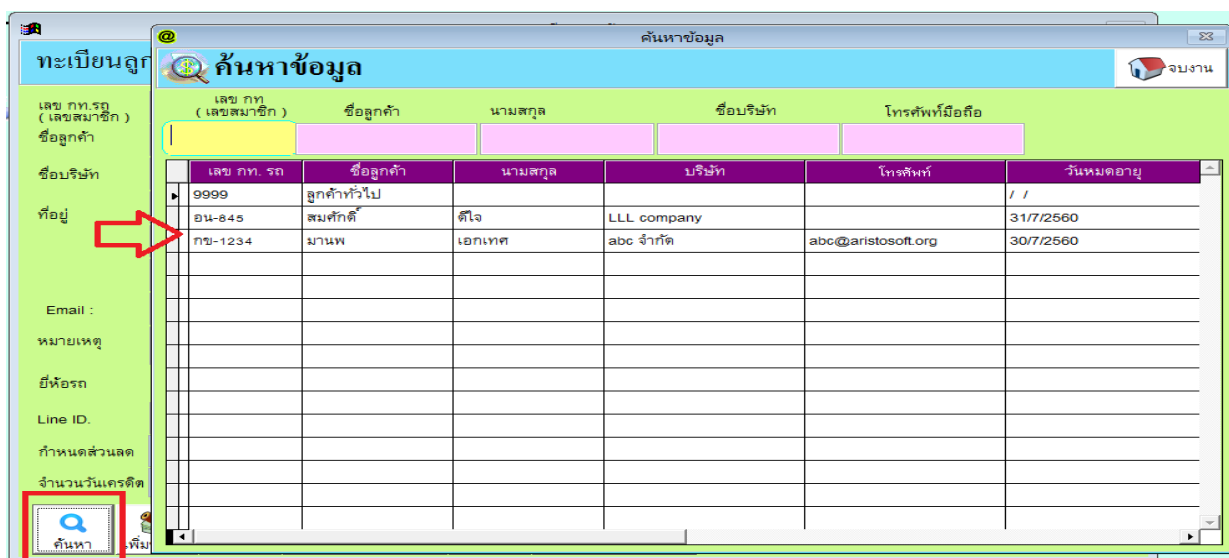 ค้นหาข้อมูล
ทะเบียนลูก
ค้นหาข้อมูล
จบงาน
เลข กท.รถ
( เลขสมาชิก )
ชื่อลูกค้า
ชื่อบริษัท
ที่อยู่
Email :
หมายเหตุ
ยี่ห้อรถ
Line ID.
กำหนดส่วนลด
จำนวนวันเครดิต
ค้นหา
เพิ่ม
เลข กท
( เลขสมาชิก )
ชื่อลูกค้า นามสกุล ชื่อบริษัท โทรศัพท์มือถือ
เลข กท. รถ ชื่อลูกค้า นามสกุล บริษัท โทรศัพท์ วันหมดอายุ
9999 ลูกค้าทั่วไป / /
อน-845 สมศักดิ์ ดีใจ LLL company 31/7/2560
กข-1234 มานพ เอกเทศ abc จำกัด abc@aristosoft.org 30/7/2560